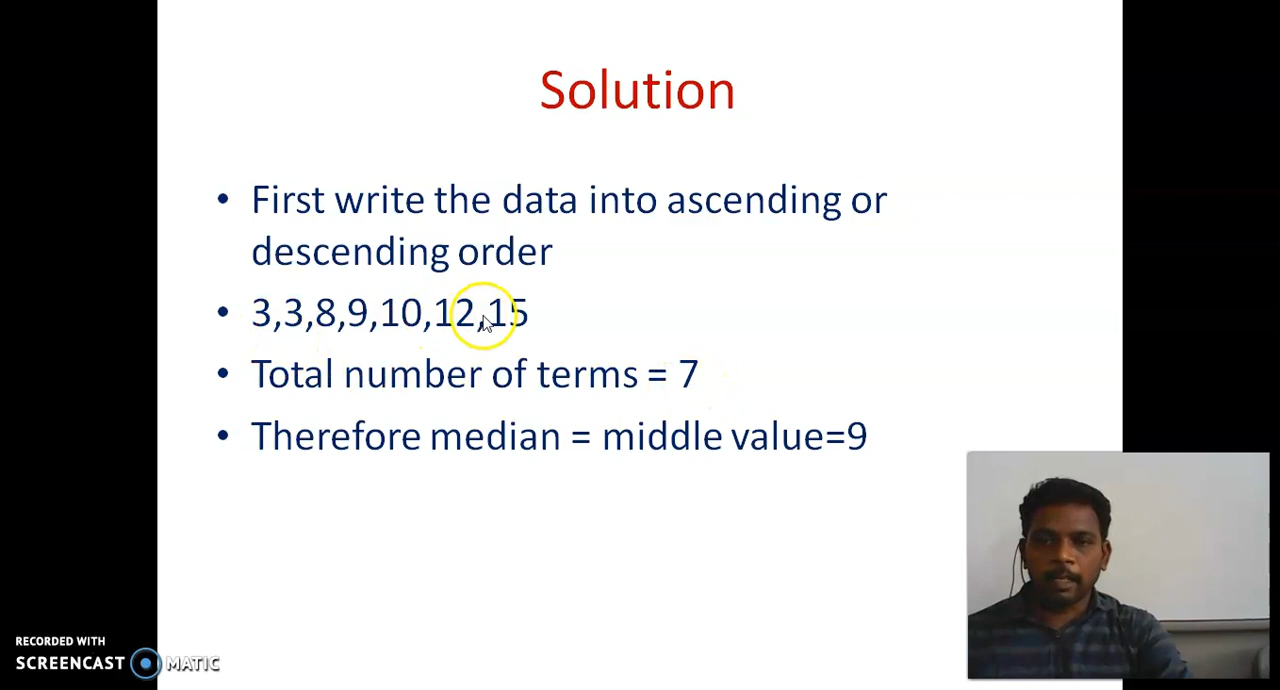 Solution
• First write the data into ascending or
descending order
• 3,3,8,9,10,12,15
• Total number of terms = 7
• Therefore median = middle value=9
RECORDED WITH
SCREENCAST MATIC